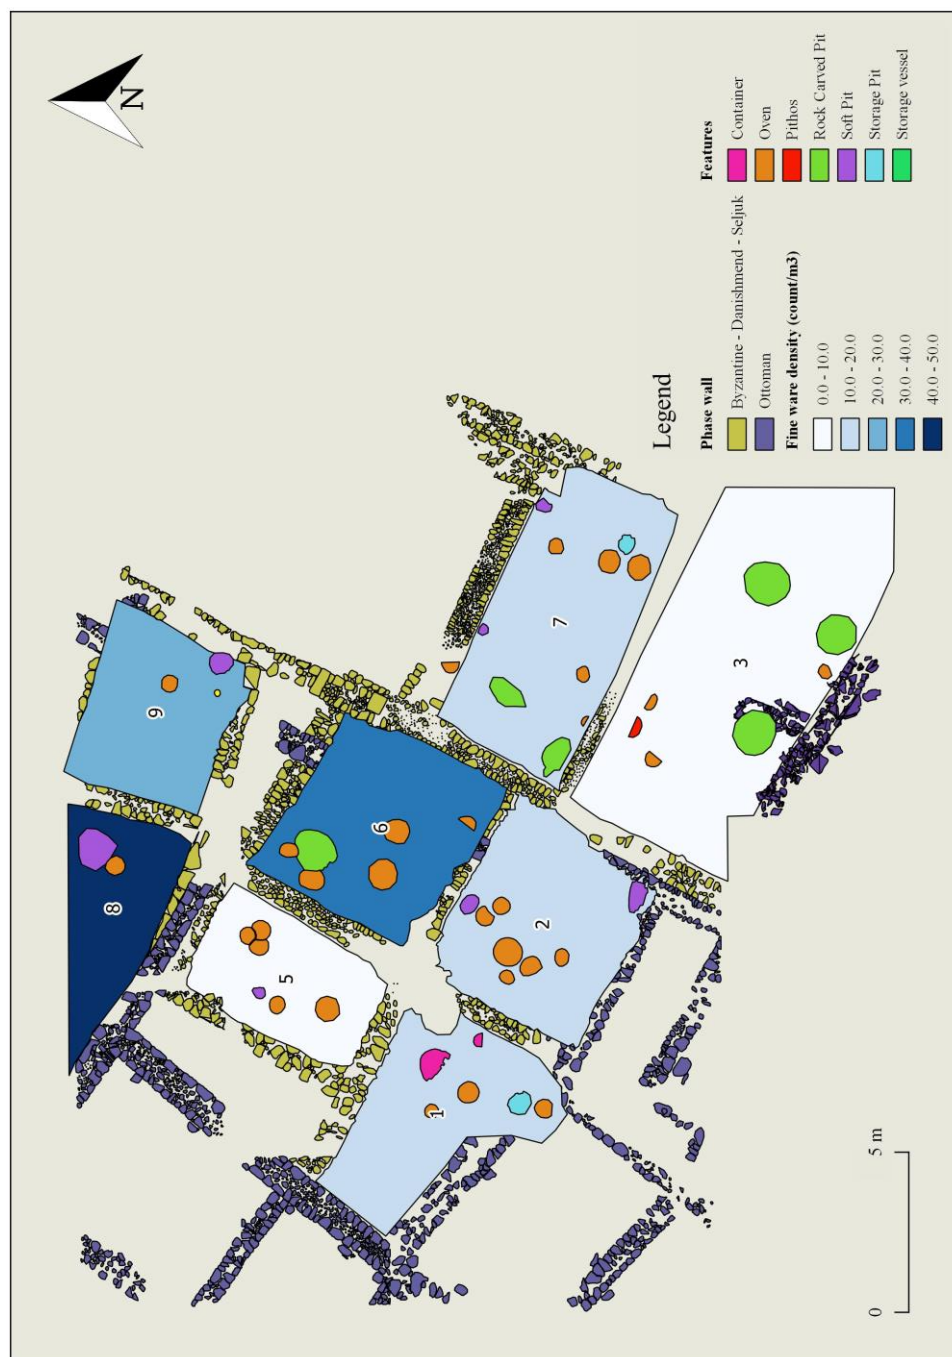 N
8
9
5
6
1
2
7
3
Legend
Phase wall
Byzantine - Danishmend - Seljuk
Ottoman
Fine ware density (count/m3)
0.0 - 10.0
10.0 - 20.0
20.0 - 30.0
30.0 - 40.0
40.0 - 50.0
Features
Container
Oven
Pithos
Rock Carved Pit
Soft Pit
Storage Pit
Storage vessel
0
5 m